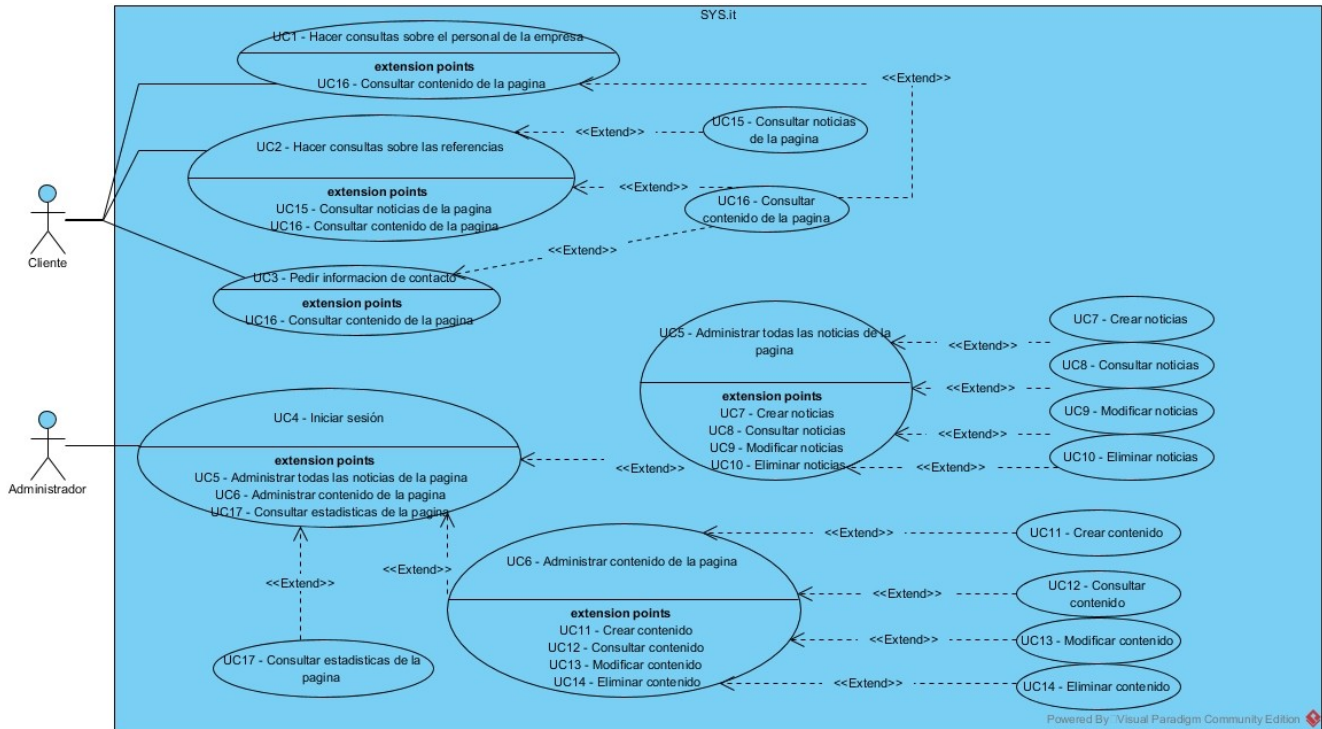 SYS.it
UC1 - Hacer consultas sobre el personal de la empresa
extension points
UC16 - Consultar contenido de la pagina
<<Extend>>
<<Extend>>
UC15 - Consultar noticias
de la pagina
UC2 - Hacer consultas sobre las referencias
extension points
UC15 - Consultar noticias de la pagina
UC16 - Consultar contenido de la pagina
<<Extend>>
UC16 - Consultar
contenido de la pagina
<<Extend>>
Cliente
UC3 - Pedir informacion de contacto
extension points
UC16 - Consultar contenido de la pagina
UC5 - Administrar todas las noticias de la
pagina
extension points
UC7 - Crear noticias
UC8 - Consultar noticias
UC9 - Modificar noticias
UC10 - Eliminar noticias
<<Extend>>
<<Extend>>
<<Extend>>
<<Extend>>
UC7 - Crear noticias
UC8 - Consultar noticias
UC9 - Modificar noticias
UC10 - Eliminar noticias
Administrador
UC4 - Iniciar sesión
extension points
UC5 - Administrar todas las noticias de la pagina
UC6 - Administrar contenido de la pagina
UC17 - Consultar estadisticas de la pagina
<<Extend>>
<<Extend>>
<<Extend>>
UC17 - Consultar estadisticas de la
pagina
UC6 - Administrar contenido de la pagina
extension points
UC11 - Crear contenido
UC12 - Consultar contenido
UC13 - Modificar contenido
UC14 - Eliminar contenido
<<Extend>>
<<Extend>>
<<Extend>>
<<Extend>>
UC11 - Crear contenido
UC12 - Consultar
contenido
UC13 - Modificar contenido
UC14 - Eliminar contenido
Powered By Visual Paradigm Community Edition